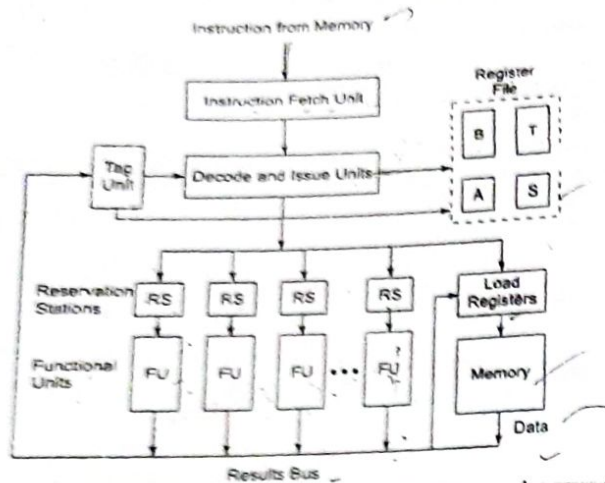 Instruction from Memory
Register
File
Instruction Fetch Unit
B
T
Tag
Unit
Decode and Issue Units
A
S
Reservation
Stations
RS
RS
RS
RS
Load
Registers
Functional
Units
FU
FU
FU
•••
FU
Memory
Data
Results Bus